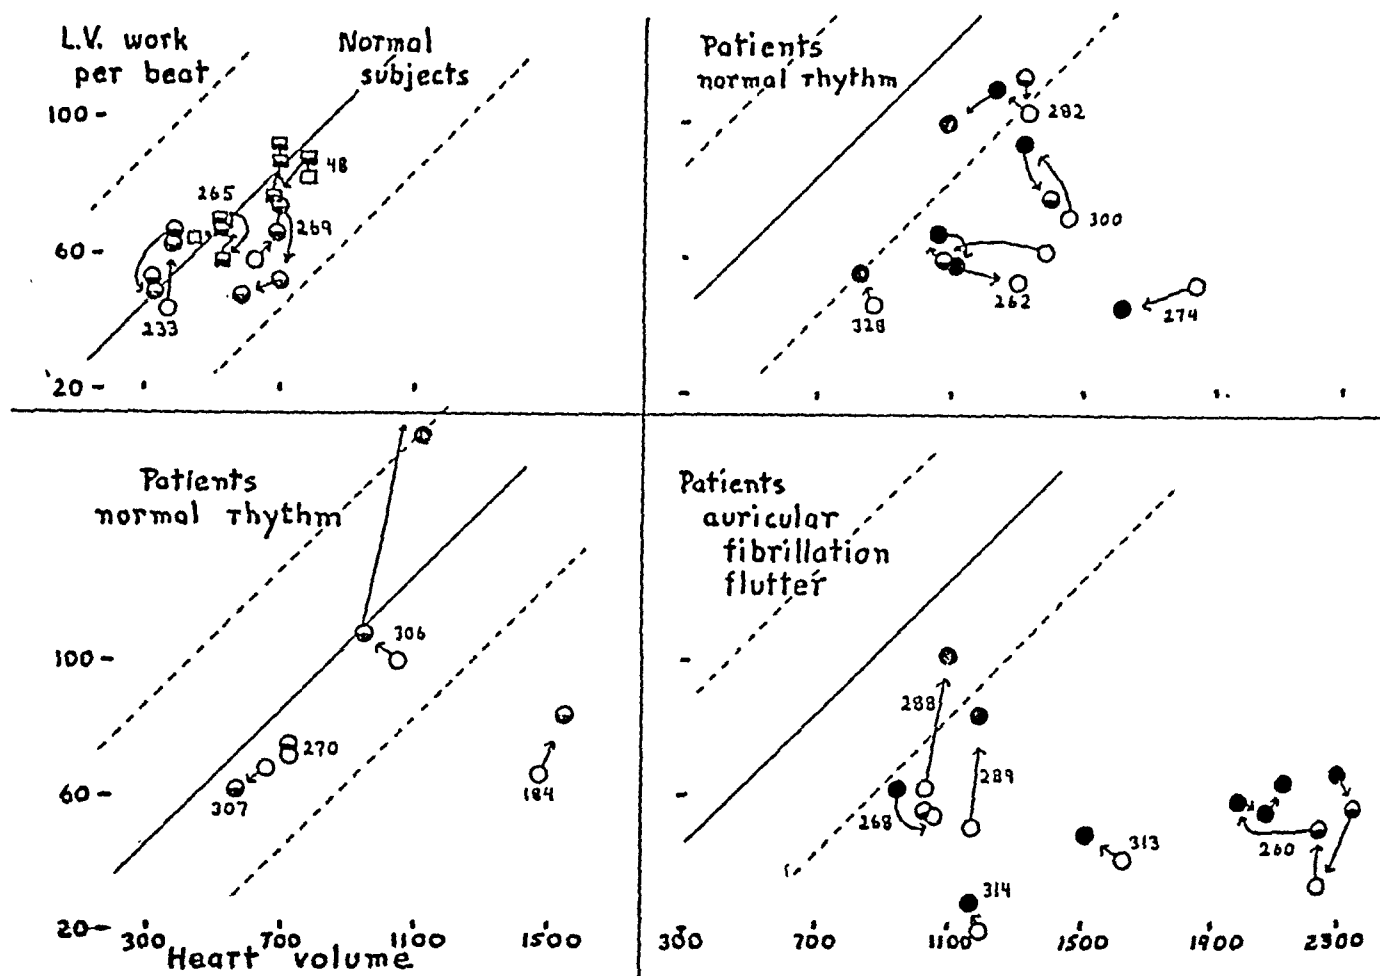 L.V. work
per beat
Normal
subjects
100
60
20
265
48
269
233
Patients
normal rhythm
282
300
262
328
274
Patients
normal rhythm
100
60
20
306
270
307
184
300
700
1100
1500
Heart volume
Patients
auricular
fibrillation
flutter
288
289
268
313
314
260
300
700
1100
1500
1900
2300